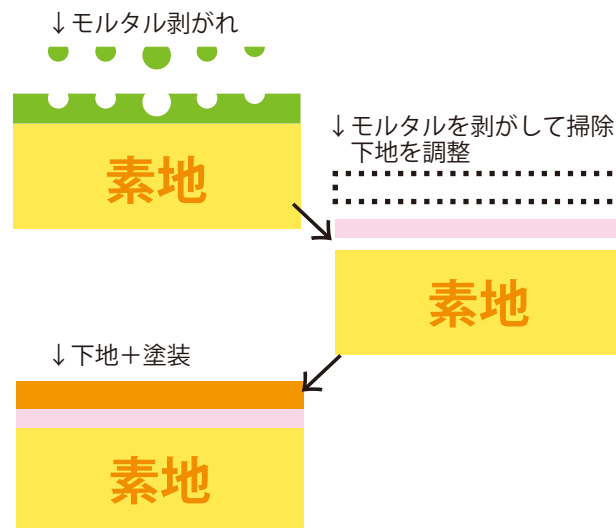 ↓モルタル剥がれ
素地
↓モルタルを剥がして掃除
下地を調整
素地
↓下地＋塗装
素地